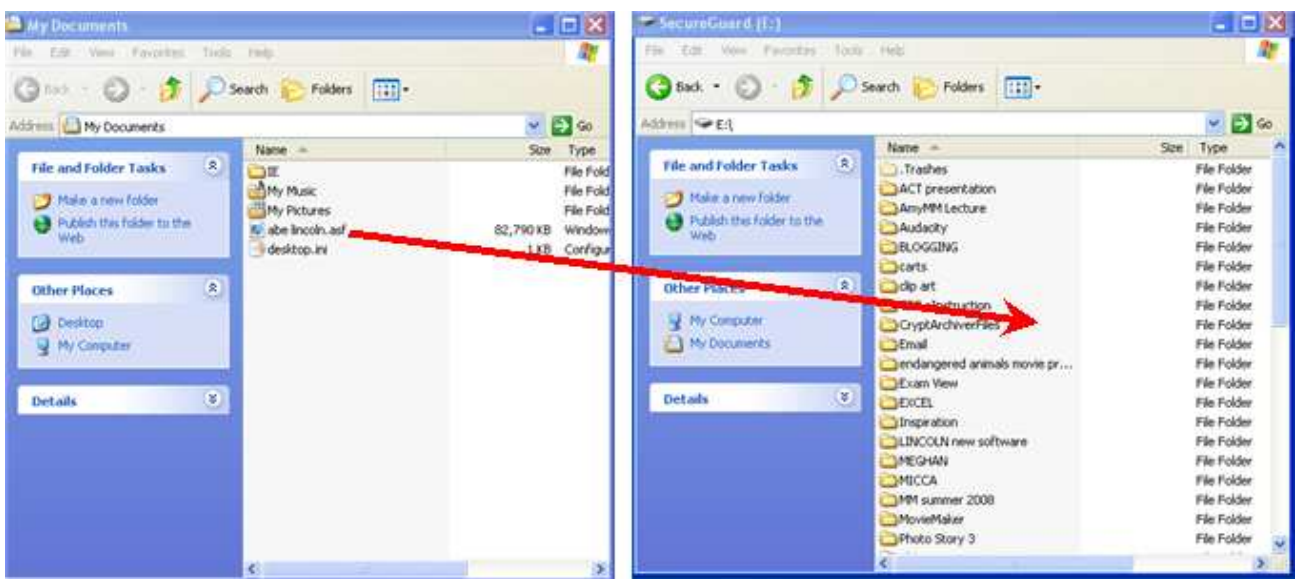 My Documents
File Edit View Favorites Tools Help
Back Search Folders
Address My Documents Go
File and Folder Tasks
Make a new folder
Publish this folder to the
Web
Other Places
Desktop
My Computer
Details
Name Size Type
IE File Fold
My Music File Fold
My Pictures File Fold
abe lincoln.asf 82,790 KB Window
desktop.ini 1 KB Configur
SecureGuard (E:)
File Edit View Favorites Tools Help
Back Search Folders
Address E:\ Go
File and Folder Tasks
Make a new folder
Publish this folder to the
Web
Other Places
My Computer
My Documents
Details
Name Size Type
.Trashes File Folder
ACT presentation File Folder
AmyMM Lecture File Folder
Audacity File Folder
BLOGGING File Folder
carts File Folder
clip art File Folder
eInstruction File Folder
CryptArchiverFiles File Folder
Email File Folder
endangered animals movie pr... File Folder
Exam View File Folder
EXCEL File Folder
Inspiration File Folder
LINCOLN new software File Folder
MEGHAN File Folder
MICCA File Folder
MM summer 2008 File Folder
MovieMaker File Folder
Photo Story 3 File Folder